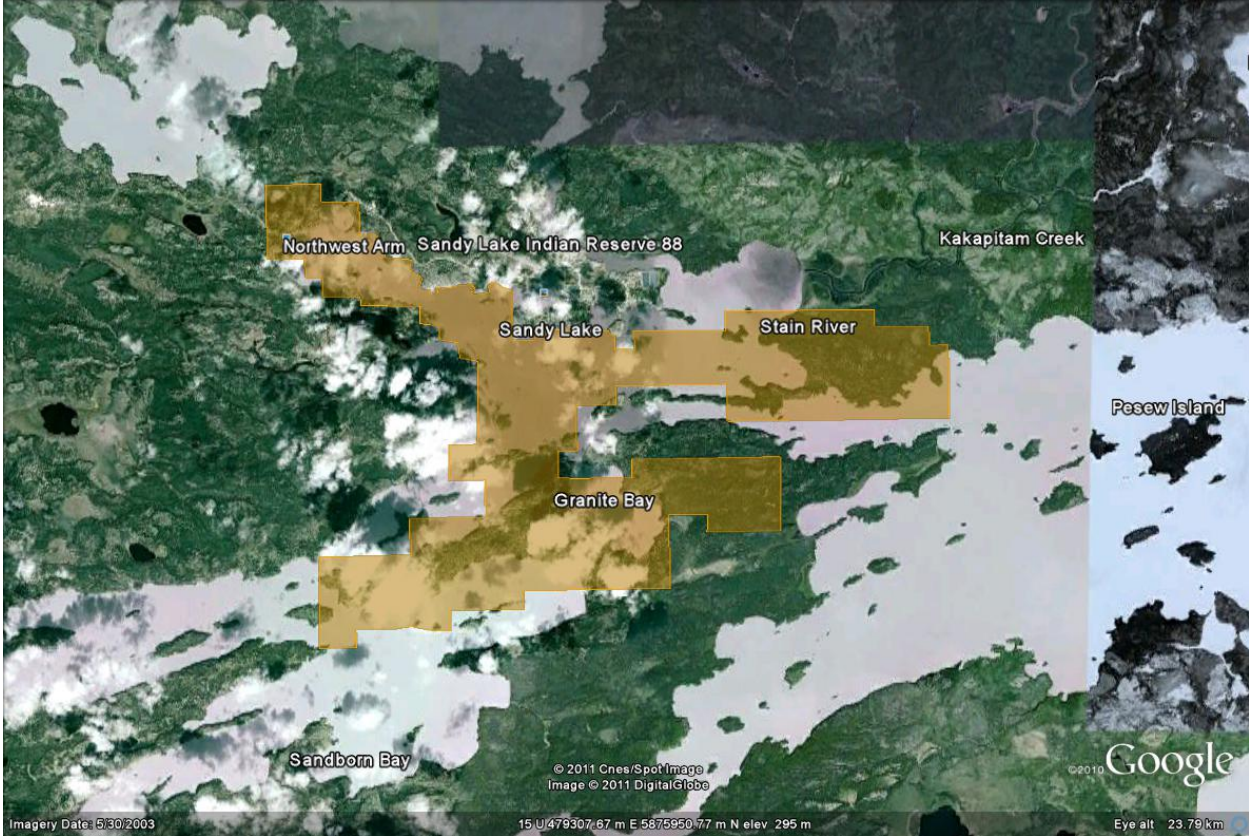 Northwest Arm
Sandy Lake Indian Reserve 88
Kakapitam Creek
Sandy Lake
Stain River
Pesew Island
Granite Bay
Sandborn Bay
© 2011 Cnes/Spot Image
Image © 2011 DigitalGlobe
©2010 Google
Imagery Date: 5/30/2003
15 U 479307.67 m E 5875950.77 m N elev 295 m
Eye alt 23.79 km